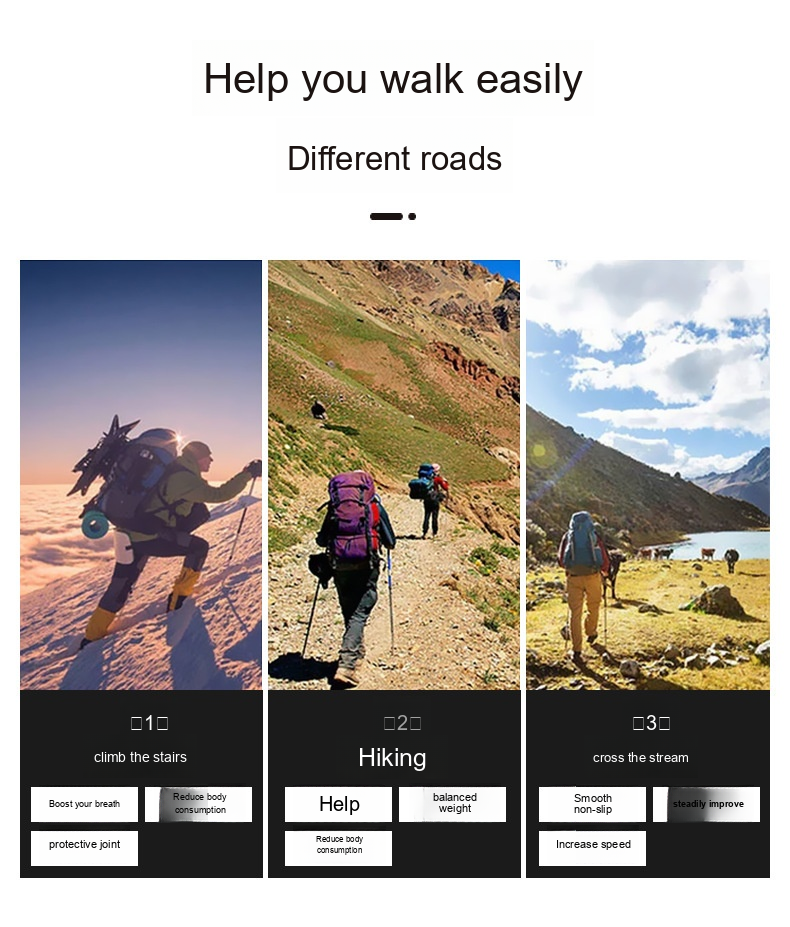 Help you walk easily
Different roads
□1□
climb the stairs
Boost your breath
Reduce body
consumption
protective joint
□2□
Hiking
Help
balanced
weight
Reduce body
consumption
□3□
cross the stream
Smooth
non-slip
steadily improve
Increase speed